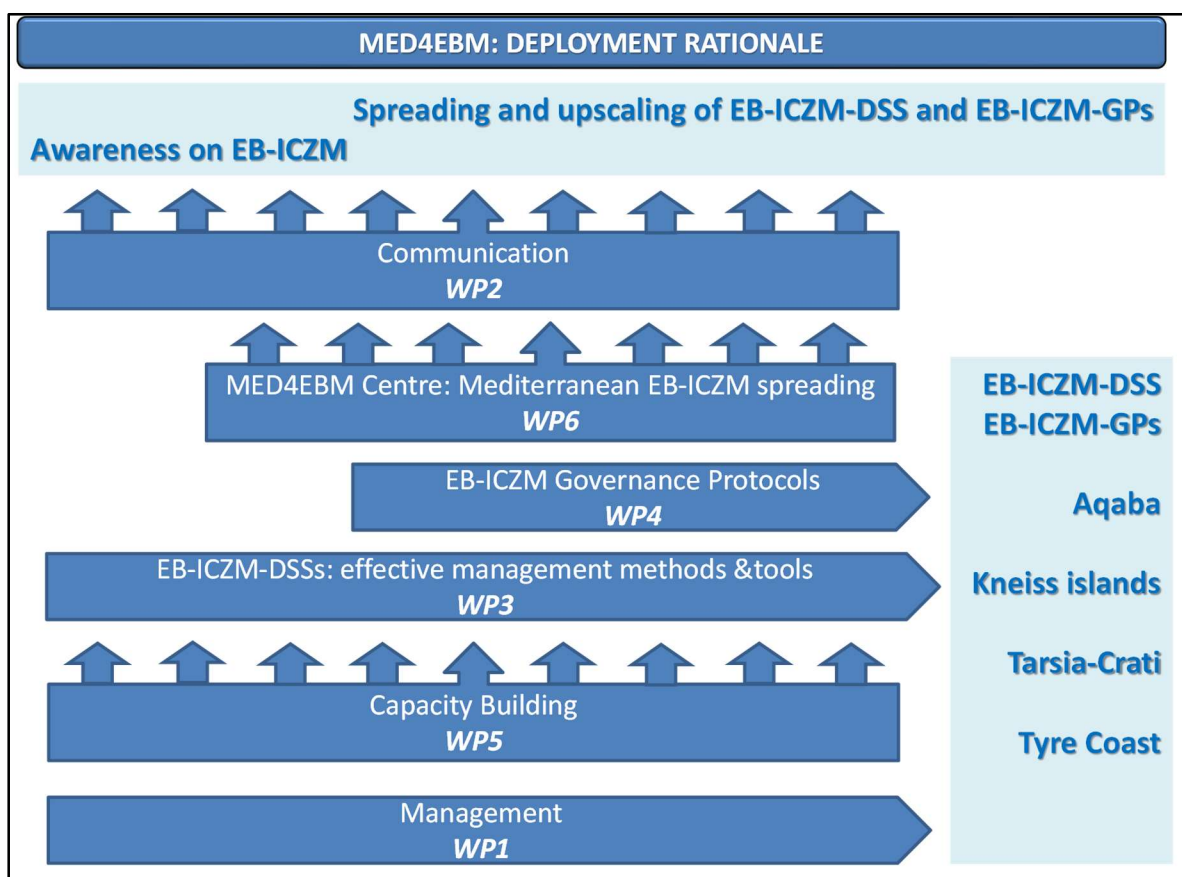 MED4EBM: DEPLOYMENT RATIONALE
Spreading and upscaling of EB-ICZM-DSS and EB-ICZM-GPs
Awareness on EB-ICZM
Communication
WP2
MED4EBM Centre: Mediterranean EB-ICZM spreading
WP6
EB-ICZM Governance Protocols
WP4
EB-ICZM-DSSs: effective management methods &tools
WP3
Capacity Building
WP5
Management
WP1
EB-ICZM-DSS
EB-ICZM-GPs
Aqaba
Kneiss islands
Tarsia-Crati
Tyre Coast